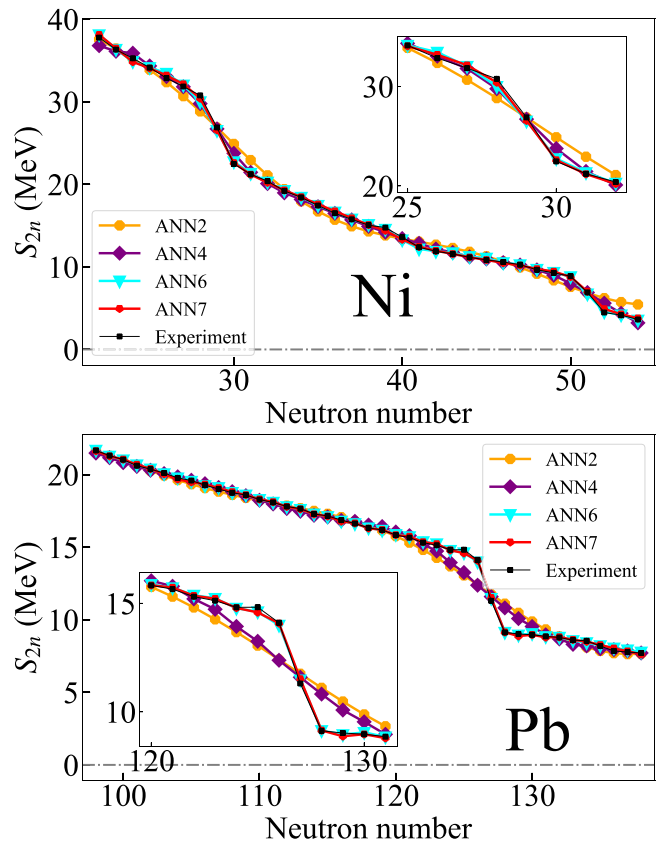 40
30
20
10
0
S2n (MeV)
30
20
25
30
ANN2
ANN4
ANN6
ANN7
Experiment
Ni
30
40
50
Neutron number
20
15
10
5
0
S2n (MeV)
ANN2
ANN4
ANN6
ANN7
Experiment
15
10
120
130
Pb
100
110
120
130
Neutron number